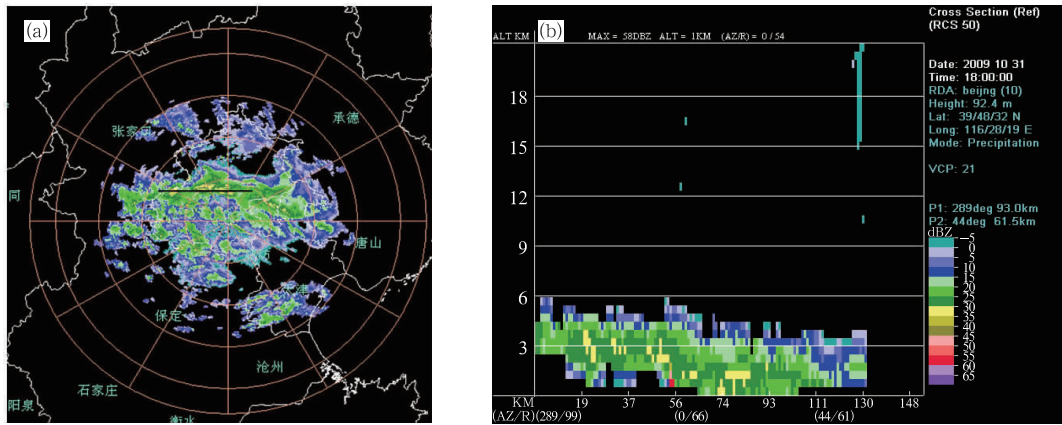 (a)
承德
同
唐山
保定
沧州
石家庄
阳泉
衡水
(b)
ALT KM MAX = 58DBZ ALT = 1KM (AZ/R) = 0/54
18
15
12
9
6
3
KM 19 37 56 74 93 111 130 148
(AZ/R)(289/99) (0/66) (44/61)
Cross Section (Ref)
(RCS 50)
Date: 2009 10 31
Time: 18:00:00
RDA: beijng (10)
Height: 92.4 m
Lat: 39/48/32 N
Long: 116/28/19 E
Mode: Precipitation
VCP: 21
P1: 289deg 93.0km
P2: 44deg 61.5km
dBZ
-5
0
5
10
15
20
25
30
35
40
45
50
55
60
65